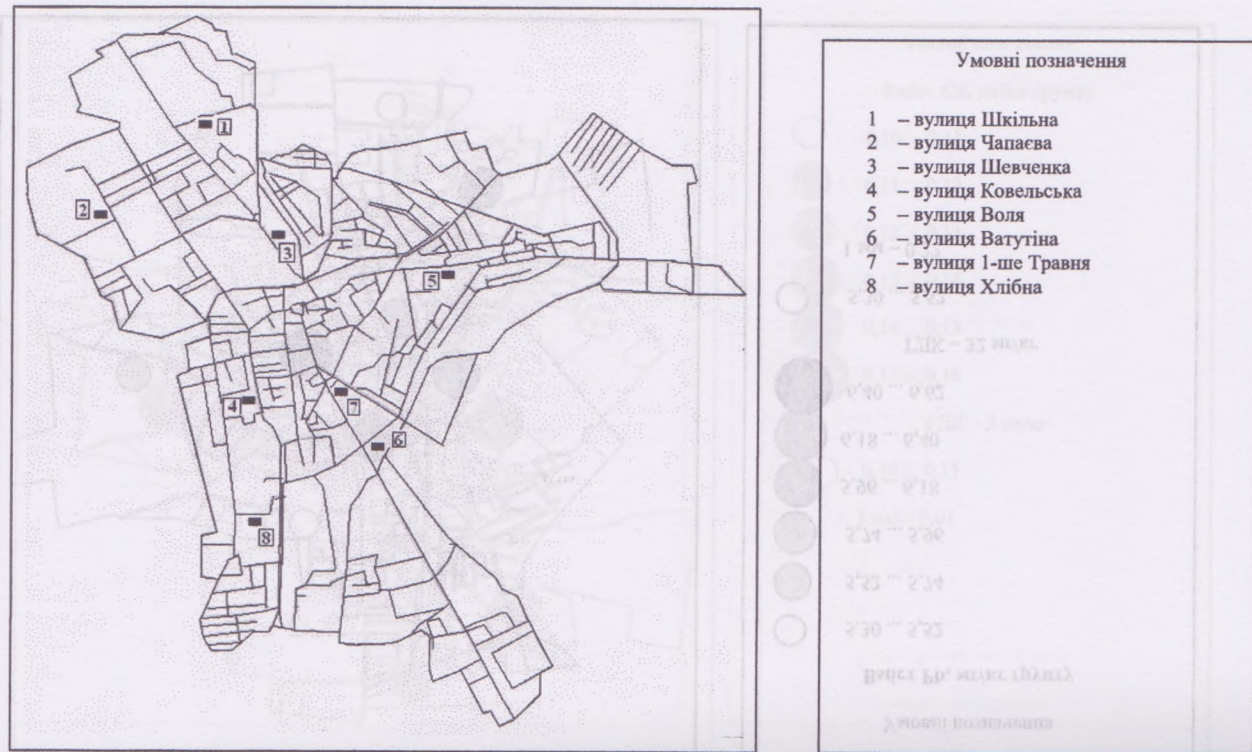 Умовні позначення
1 – вулиця Шкільна
2 – вулиця Чапаєва
3 – вулиця Шевченка
4 – вулиця Ковельська
5 – вулиця Воля
6 – вулиця Ватутіна
7 – вулиця 1-ше Травня
8 – вулиця Хлібна
1
2
3
5
4
7
6
8